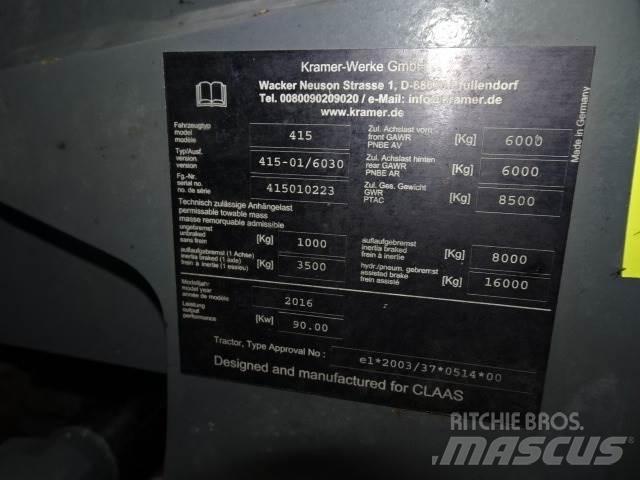 Kramer-Werke GmbH
Wacker Neuson Strasse 1, Pfullendorf
Tel. 0080090209020 / e-Mail: info@kramer.de
www.kramer.de
Fahrzeugtyp
model
modèle
415
Zul. Achslast vorn
front GAWR
PNBE AV
[Kg]
6000
Typ/Ausf.
version
version
415-01/6030
Zul. Achslast hinten
rear GAWR
PNBE AR
[Kg]
6000
Fg.-Nr.
serial no.
no. de série
415010223
Zul. Ges. Gewicht
GWR
PTAC
[Kg]
8500
Technisch zulässige Anhängelast
permissable towable mass
masse remorquable admissible
ungebremst
unbraked
sans frein
[Kg]
1000
auflaufgebremst
inertia braked
frein à inertie
[Kg]
8000
auflaufgebremst (1 Achse)
inertia braked (1 axle)
frein à inertie (1 essieu)
[Kg]
3500
hydr./pneum. gebremst
assisted brake
frein assisté
[Kg]
16000
Modelljahr
model year
année de modèle
2016
Leistung
output
performance
[Kw]
90.00
Tractor, Type Approval No :
e1*2003/37*0514*00
Designed and manufactured for CLAAS
Made in Germany
RITCHIE BROS.
MASCUS